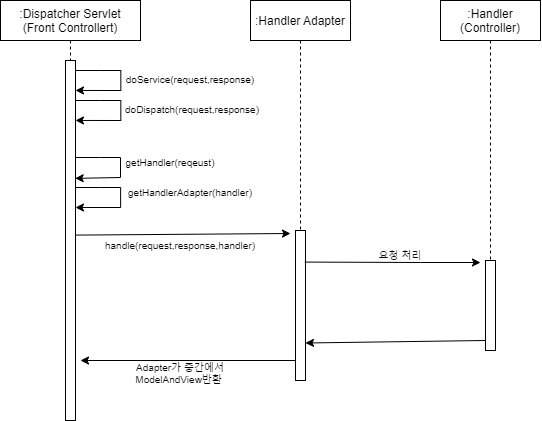 :Dispatcher Servlet
(Front Controllert)
:Handler Adapter
:Handler
(Controller)
doService(request,response)
doDispatch(request,response)
getHandler(reqeust)
getHandlerAdapter(handler)
handle(request,response,handler)
요청 처리
Adapter가 중간에서
ModelAndView반환